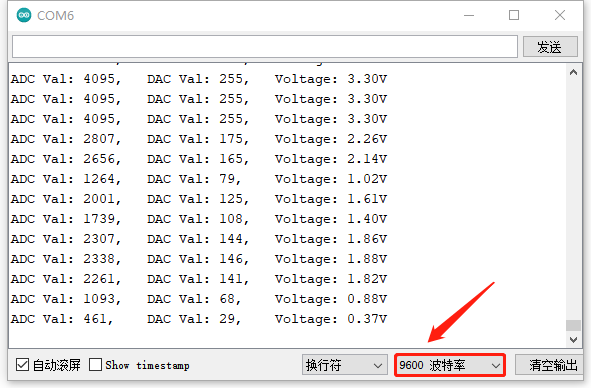 COM6
发送
ADC Val: 4095,   DAC Val: 255,   Voltage: 3.30V
ADC Val: 4095,   DAC Val: 255,   Voltage: 3.30V
ADC Val: 4095,   DAC Val: 255,   Voltage: 3.30V
ADC Val: 2807,   DAC Val: 175,   Voltage: 2.26V
ADC Val: 2656,   DAC Val: 165,   Voltage: 2.14V
ADC Val: 1264,   DAC Val: 79,    Voltage: 1.02V
ADC Val: 2001,   DAC Val: 125,   Voltage: 1.61V
ADC Val: 1739,   DAC Val: 108,   Voltage: 1.40V
ADC Val: 2307,   DAC Val: 144,   Voltage: 1.86V
ADC Val: 2338,   DAC Val: 146,   Voltage: 1.88V
ADC Val: 2261,   DAC Val: 141,   Voltage: 1.82V
ADC Val: 1093,   DAC Val: 68,    Voltage: 0.88V
ADC Val: 461,    DAC Val: 29,    Voltage: 0.37V
自动滚屏 Show timestamp 换行符 9600 波特率 清空输出